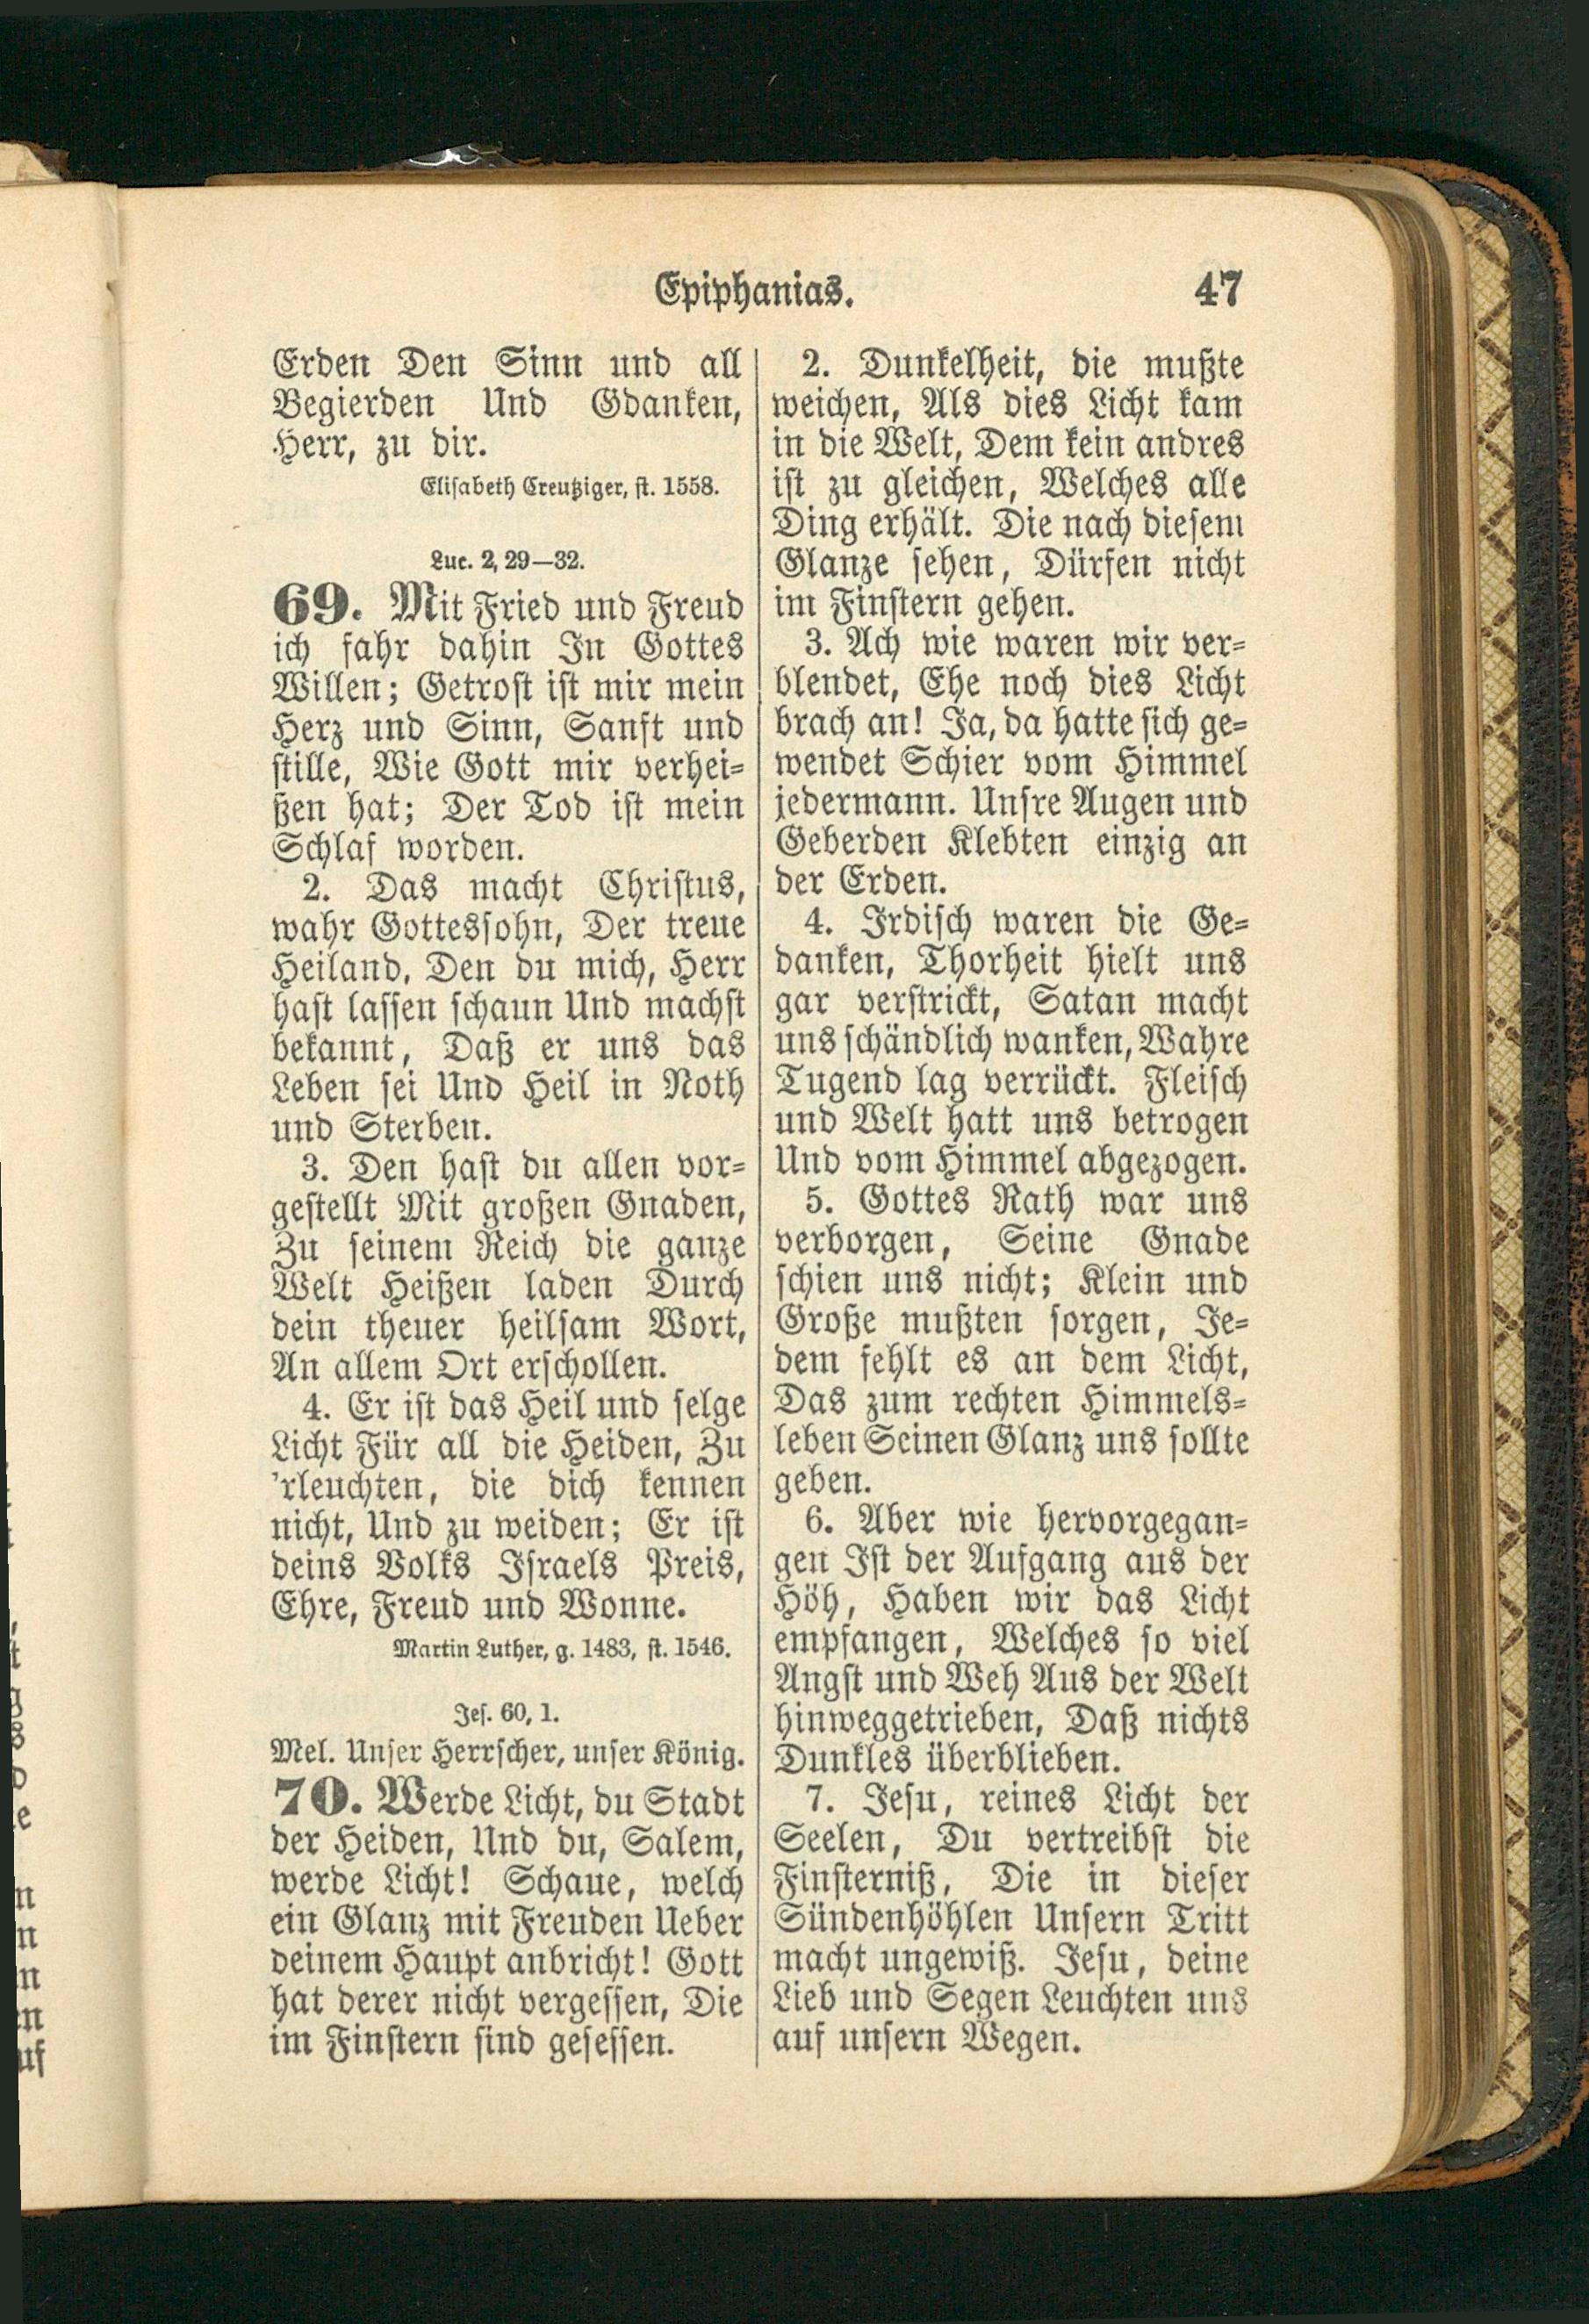 Epiphanias. 47
Erden Den Sinn und all
Begierden Und Gdanken,
Herr, zu dir.
Elisabeth Creutziger, st. 1558.
Luc. 2, 29—32.
69. Mit Fried und Freud
ich fahr dahin In Gottes
Willen; Getrost ist mir mein
Herz und Sinn, Sanft und
stille, Wie Gott mir verhei-
ßen hat; Der Tod ist mein
Schlaf worden.
2. Das macht Christus,
wahr Gottessohn, Der treue
Heiland, Den du mich, Herr
hast lassen schaun Und machst
bekannt, Daß er uns das
Leben sei Und Heil in Noth
und Sterben.
3. Den hast du allen vor-
gestellt Mit großen Gnaden,
Zu seinem Reich die ganze
Welt Heißen laden Durch
dein theuer heilsam Wort,
An allem Ort erschollen.
4. Er ist das Heil und selge
Licht Für all die Heiden, Zu
'rleuchten, die dich kennen
nicht, Und zu weiden; Er ist
deins Volks Israels Preis,
Ehre, Freud und Wonne.
Martin Luther, g. 1483, st. 1546.
Jes. 60, 1.
Mel. Unser Herrscher, unser König.
70. Werde Licht, du Stadt
der Heiden, Und du, Salem,
werde Licht! Schaue, welch
ein Glanz mit Freuden Ueber
deinem Haupt anbricht! Gott
hat derer nicht vergessen, Die
im Finstern sind gesessen.
2. Dunkelheit, die mußte
weichen, Als dies Licht kam
in die Welt, Dem kein andres
ist zu gleichen, Welches alle
Ding erhält. Die nach diesem
Glanze sehen, Dürfen nicht
im Finstern gehen.
3. Ach wie waren wir ver-
blendet, Ehe noch dies Licht
brach an! Ja, da hatte sich ge-
wendet Schier vom Himmel
jedermann. Unsre Augen und
Geberden Klebten einzig an
der Erden.
4. Irdisch waren die Ge-
danken, Thorheit hielt uns
gar verstrickt, Satan macht
uns schändlich wanken, Wahre
Tugend lag verrückt. Fleisch
und Welt hatt uns betrogen
Und vom Himmel abgezogen.
5. Gottes Rath war uns
verborgen, Seine Gnade
schien uns nicht; Klein und
Große mußten sorgen, Je-
dem fehlt es an dem Licht,
Das zum rechten Himmels-
leben Seinen Glanz uns sollte
geben.
6. Aber wie hervorgegan-
gen Ist der Aufgang aus der
Höh, Haben wir das Licht
empfangen, Welches so viel
Angst und Weh Aus der Welt
hinweggetrieben, Daß nichts
Dunkles überblieben.
7. Jesu, reines Licht der
Seelen, Du vertreibst die
Finsterniß, Die in dieser
Sündenhöhlen Unsern Tritt
macht ungewiß. Jesu, deine
Lieb und Segen Leuchten uns
auf unsern Wegen.